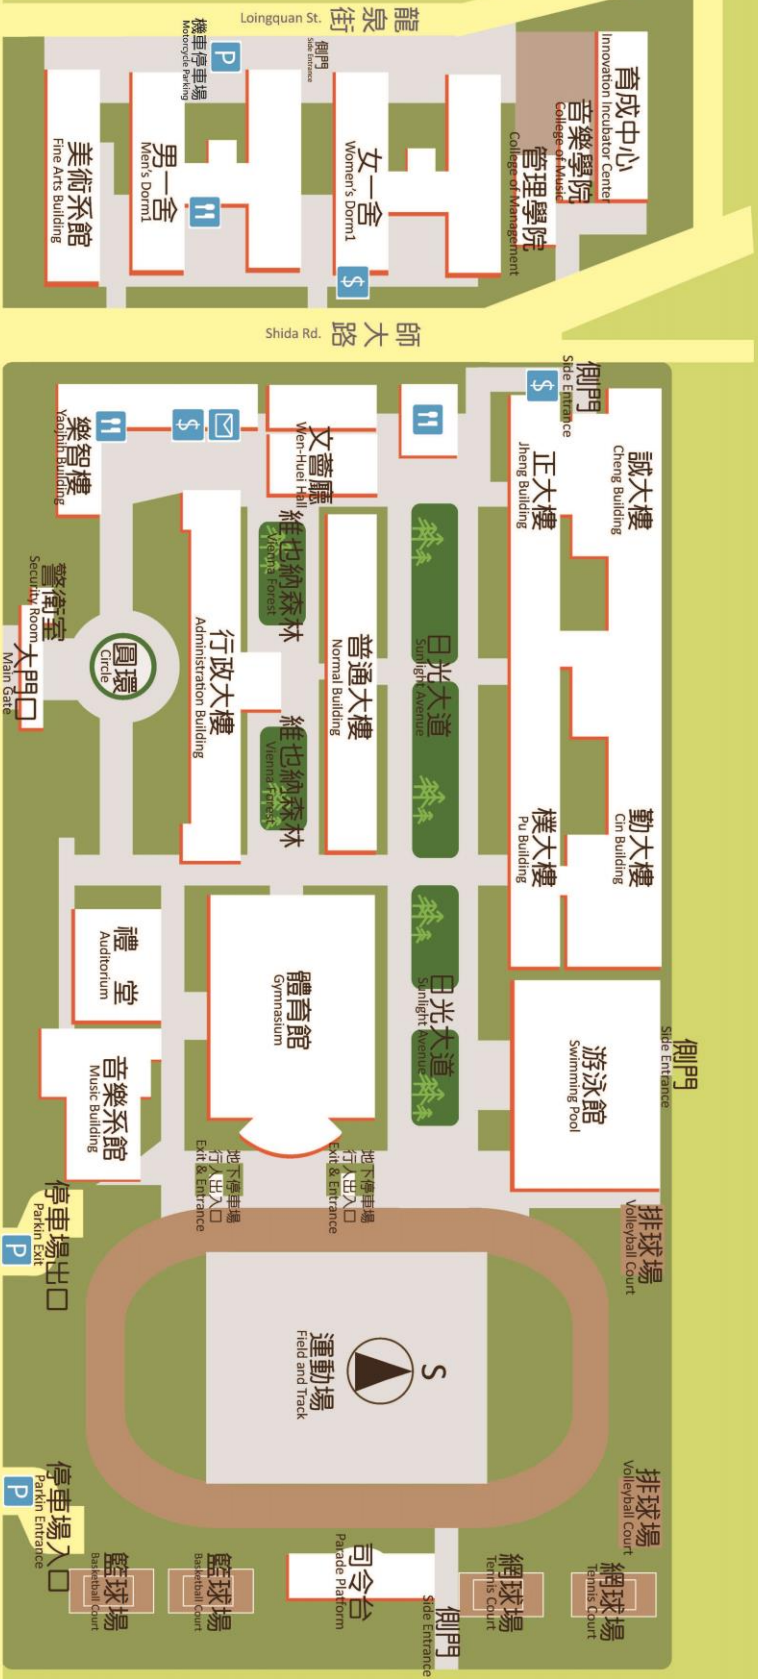 龍泉街
Loingquan St.
機車停車場
Motorcycle Parking
P
側門
Side Entrance
育成中心
Innovation Incubator Center
音樂學院
College of Music
管理學院
College of Management
女一舍
Women's Dorm1
男一舍
Men's Dorm1
美術系館
Fine Arts Building
$
師大路
Shida Rd.
側門
Side Entrance
$
誠大樓
Cheng Building
正大樓
Jheng Building
勤大樓
Cin Building
樸大樓
Pu Building
文薈廳
Wen-Huei Hall
$
樂智樓
Yaojhih Building
日光大道
Sunlight Avenue
維也納森林
Vienna Forest
普通大樓
Normal Building
維也納森林
Vienna Forest
行政大樓
Administration Building
圓環
Circle
警衛室
Security Room
大門口
Main Gate
側門
Side Entrance
游泳館
Swimming Pool
日光大道
Sunlight Avenue
體育館
Gymnasium
禮堂
Auditorium
音樂系館
Music Building
地下停車場
行人出入口
Exit & Entrance
地下停車場
行人出入口
Exit & Entrance
排球場
Volleyball Court
停車場出口
Parkin Exit
P
S
運動場
Field and Track
排球場
Volleyball Court
停車場入口
Parkin Entrance
P
網球場
Tennis Court
網球場
Tennis Court
側門
Side Entrance
司令台
Parade Platform
籃球場
Basketball Court
籃球場
Basketball Court